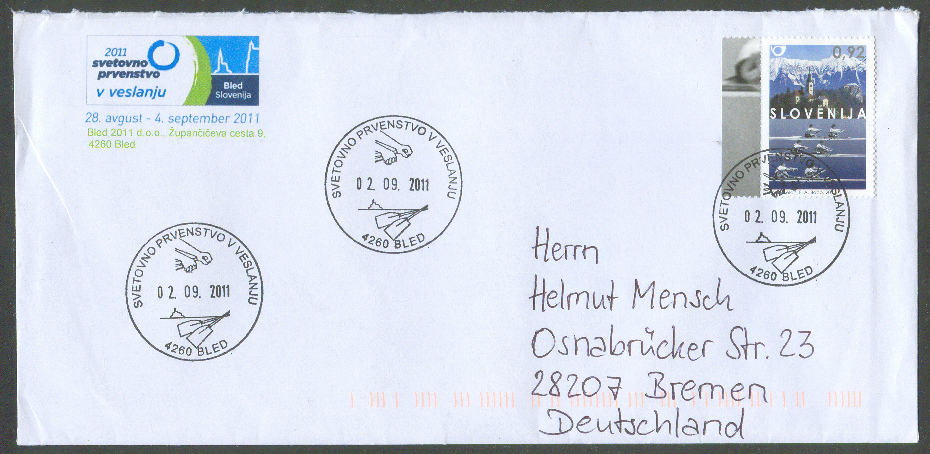 2011
svetovno
prvenstvo
v veslanju
Bled
Slovenija
28. avgust - 4. september 2011
Bled 2011 d.o.o., Župančičeva cesta 9,
4260 Bled
0,92
SLOVENIJA
SVETOVNO PRVENSTVO V VESLANJU
02. 09. 2011
4260 BLED
SVETOVNO PRVENSTVO V VESLANJU
02. 09. 2011
4260 BLED
SVETOVNO PRVENSTVO V VESLANJU
02. 09. 2011
4260 BLED
Herrn
Helmut Mensch
Osnabrücker Str. 23
28207 Bremen
Deutschland